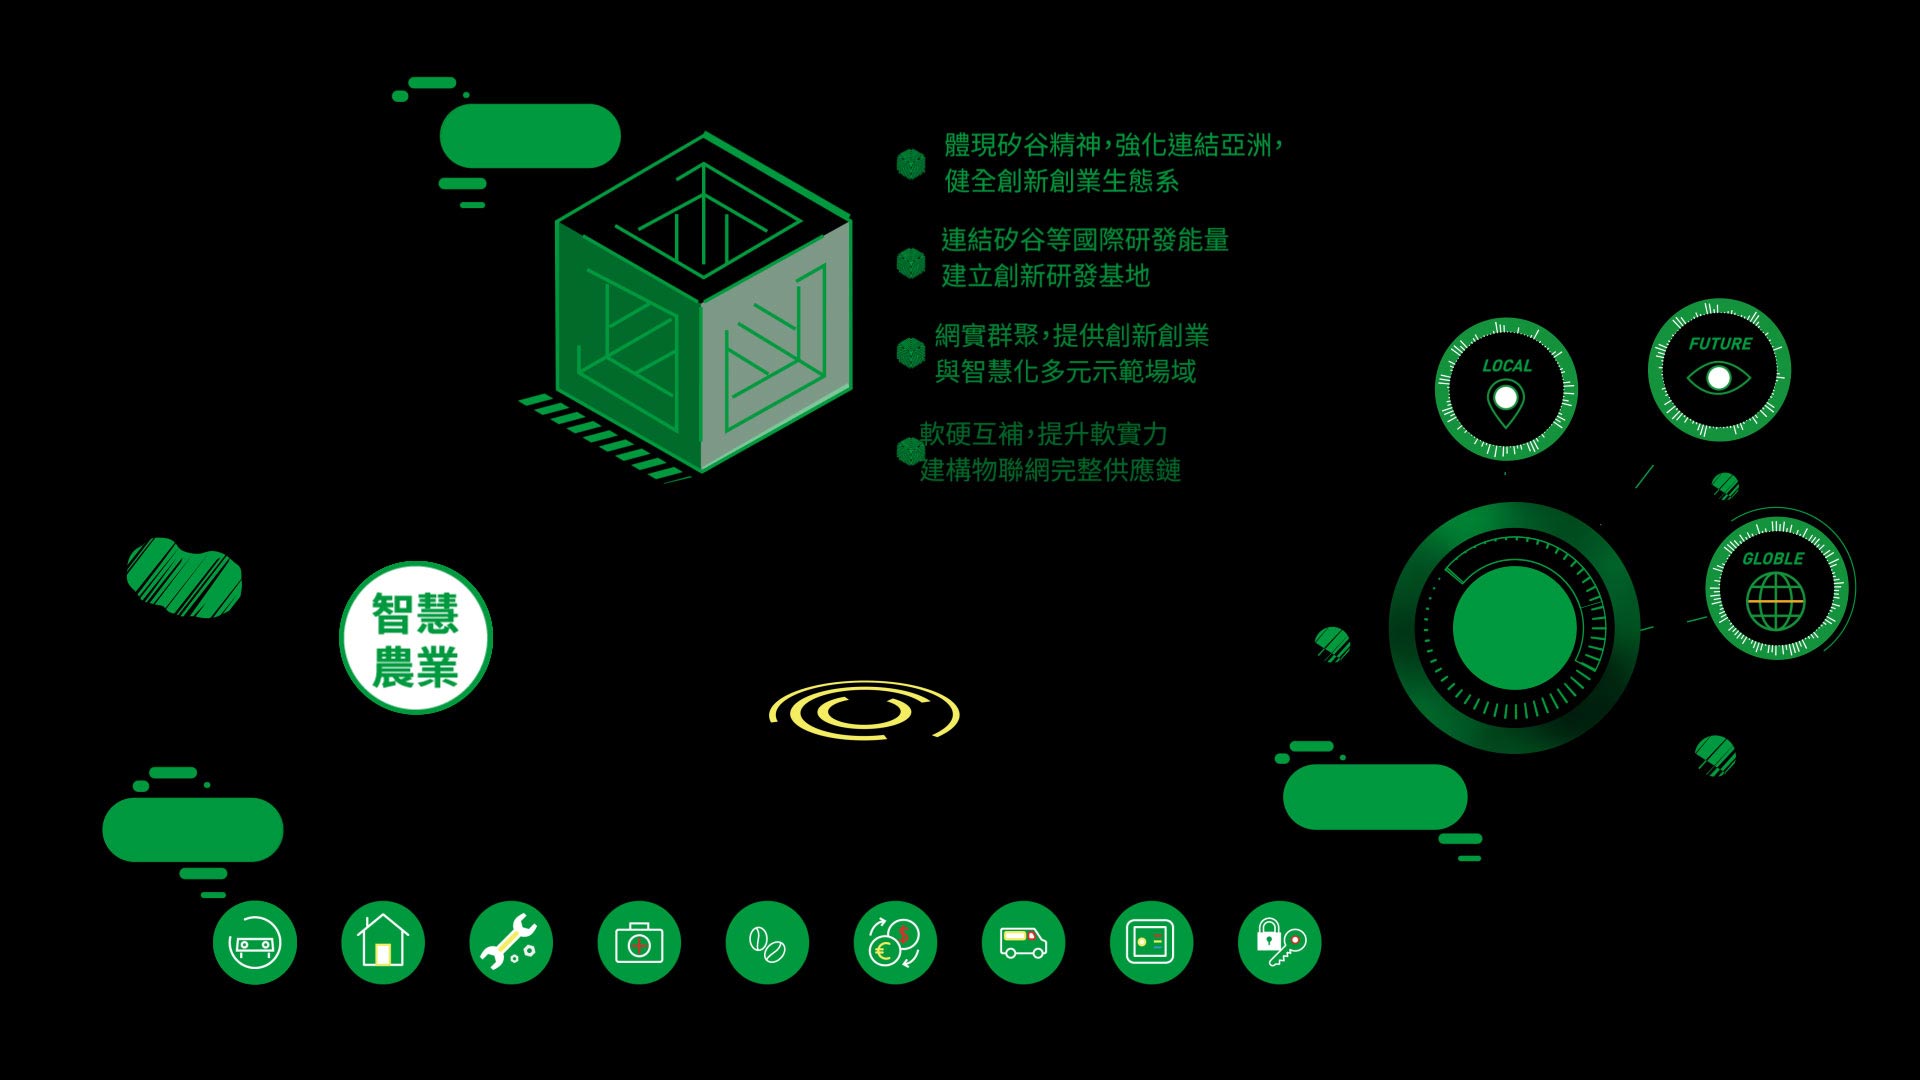 體現矽谷精神，強化連結亞洲，
健全創新創業生態系
連結矽谷等國際研發能量
建立創新研發基地
網實群聚，提供創新創業
與智慧化多元示範場域
軟硬互補，提升軟實力
建構物聯網完整供應鏈
LOCAL
FUTURE
GLOBLE
智慧
農業